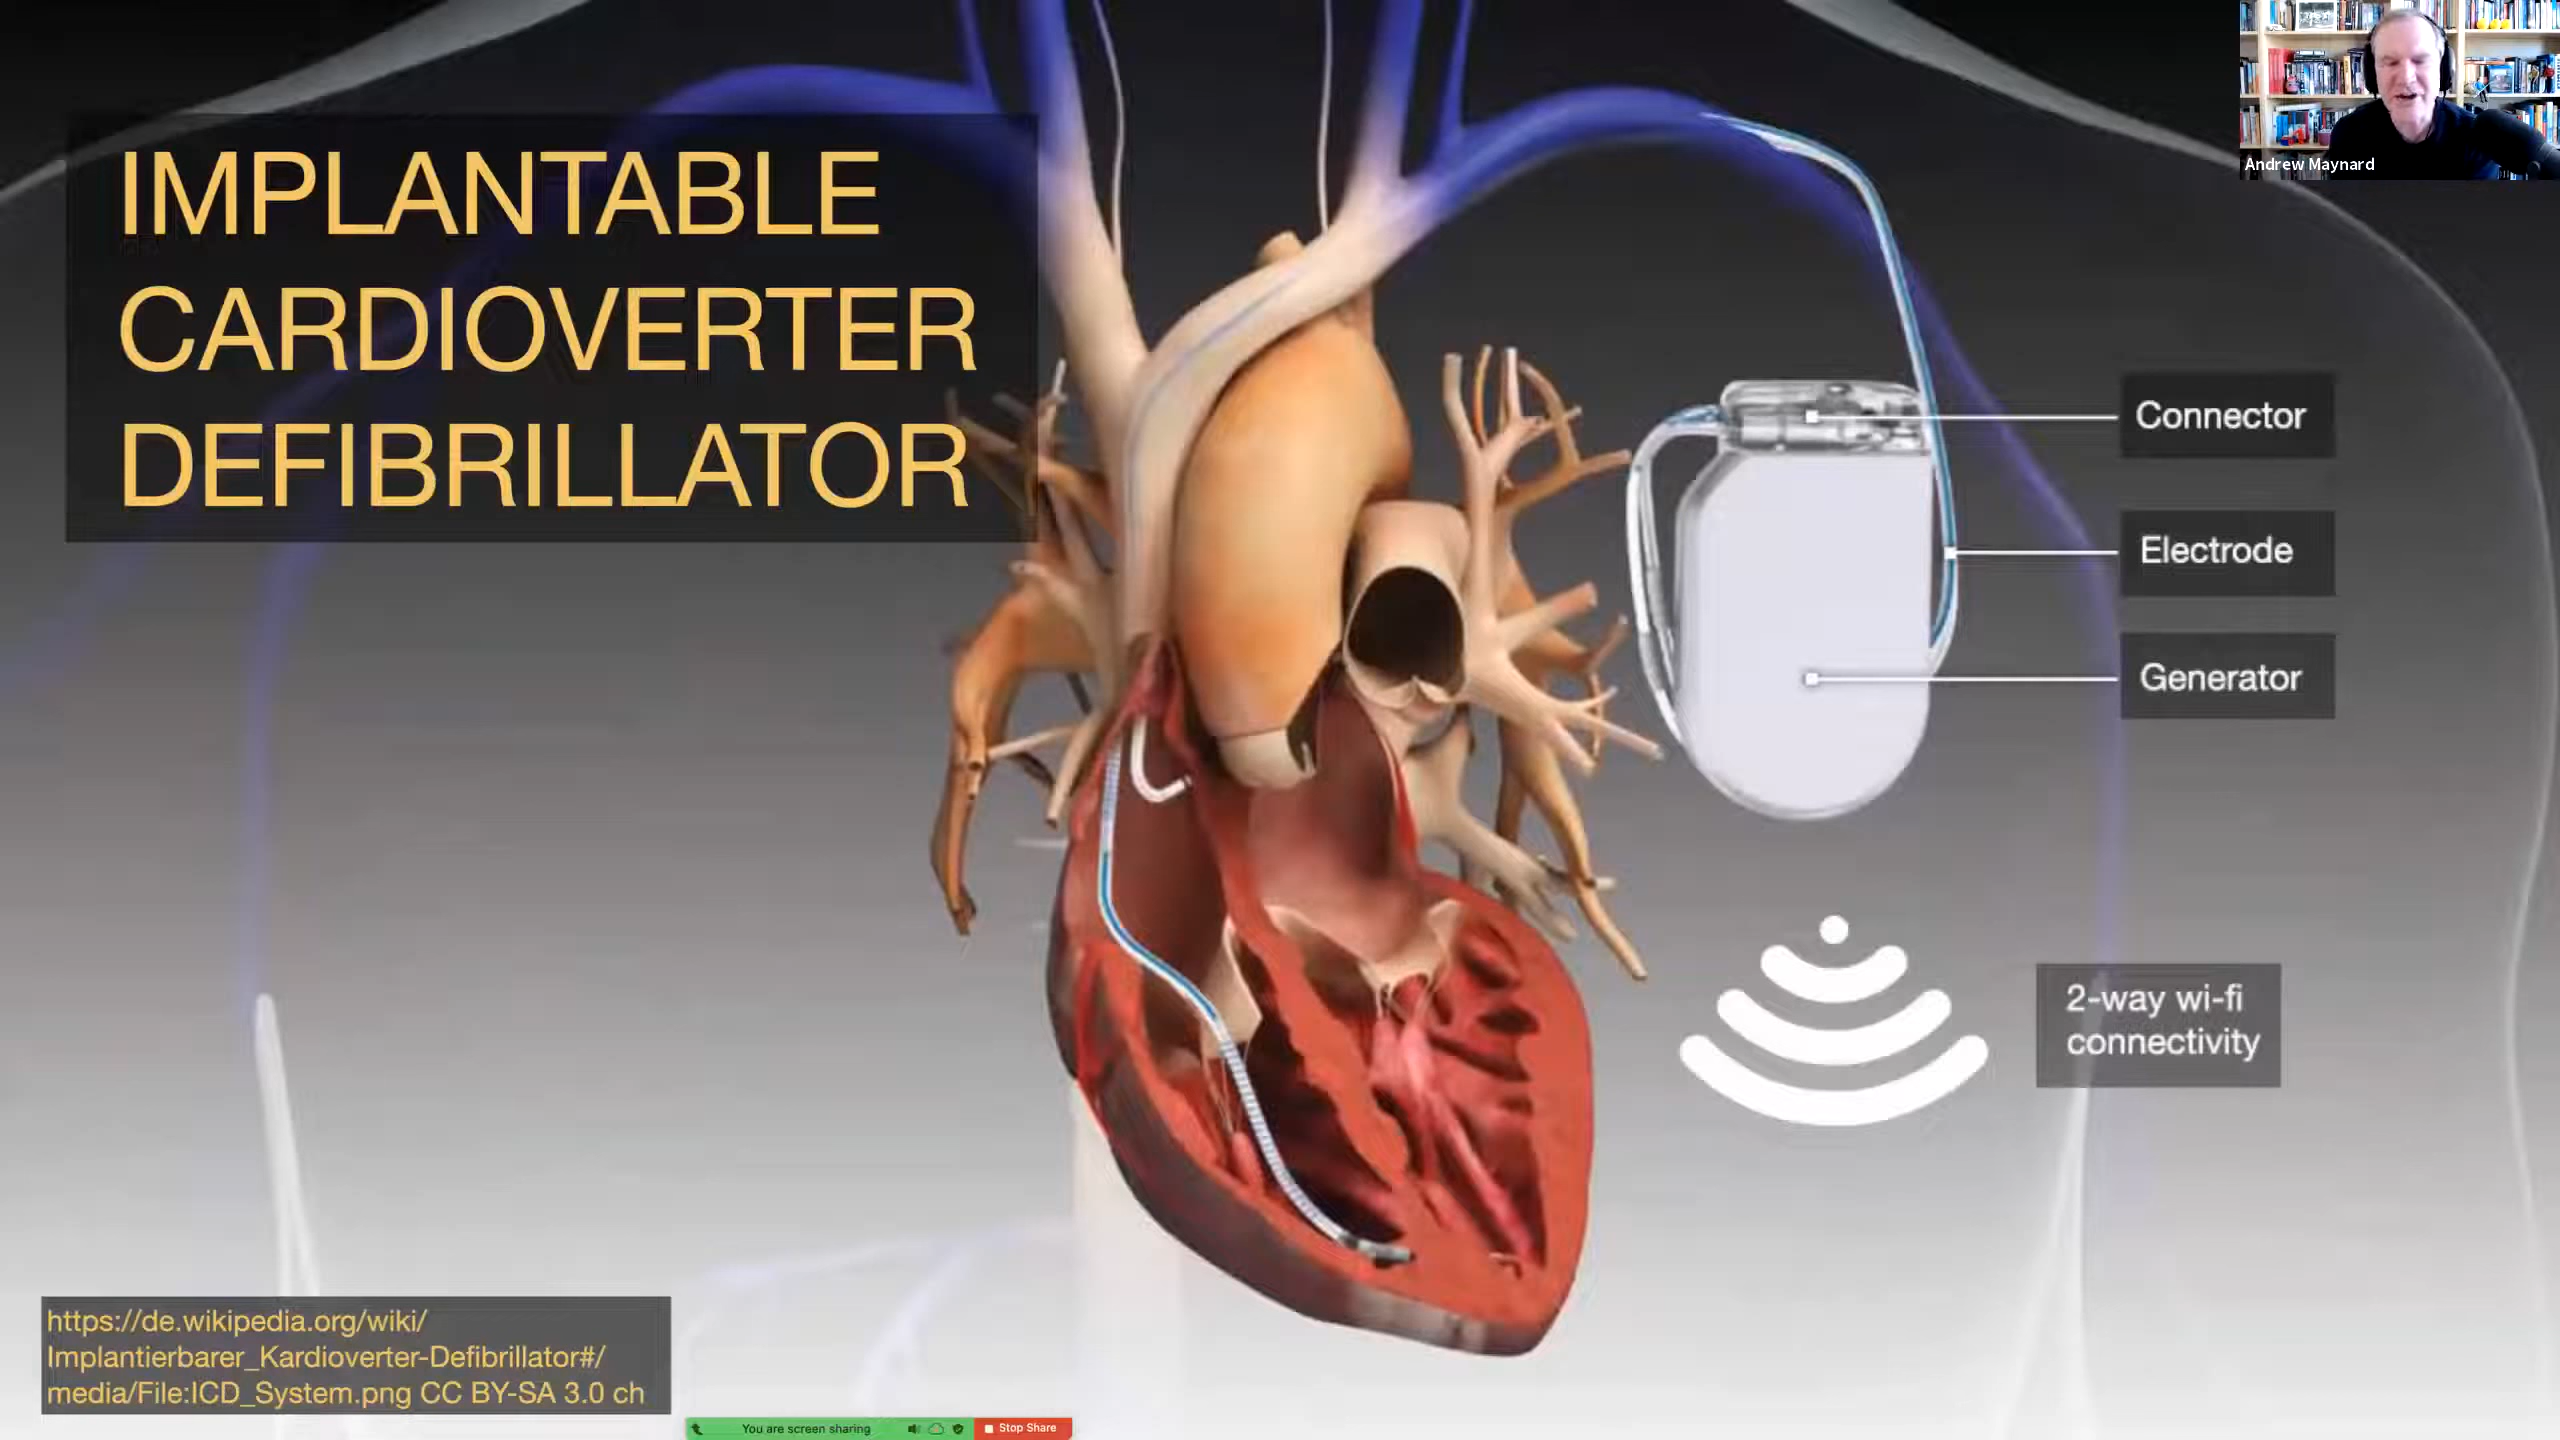 IMPLANTABLE
CARDIOVERTER
DEFIBRILLATOR
Andrew Maynard
Connector
Electrode
Generator
2-way wi-fi
connectivity
https://de.wikipedia.org/wiki/
Implantierbarer_Kardioverter-Defibrillator#/
media/File:ICD_System.png CC BY-SA 3.0 ch
You are screen sharing
Stop Share